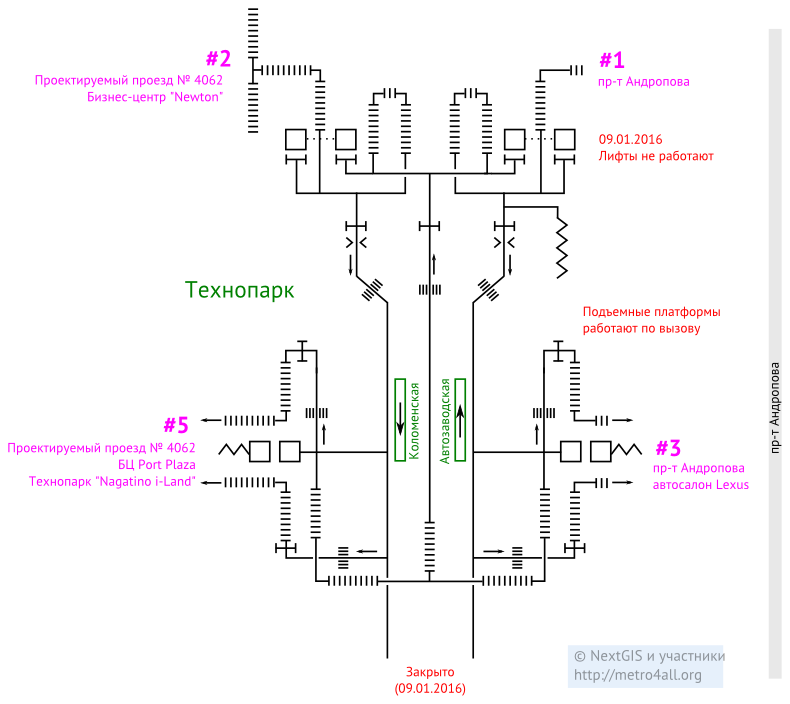 #2
Проектируемый проезд № 4062
Бизнес-центр "Newton"
#1
пр-т Андропова
09.01.2016
Лифты не работают
Технопарк
Подъемные платформы
работают по вызову
пр-т Андропова
Коломенская
Автозаводская
#5
Проектируемый проезд № 4062
БЦ Port Plaza
Технопарк "Nagatino i-Land"
#3
пр-т Андропова
автосалон Lexus
Закрыто
(09.01.2016)
© NextGIS и участники
http://metro4all.org